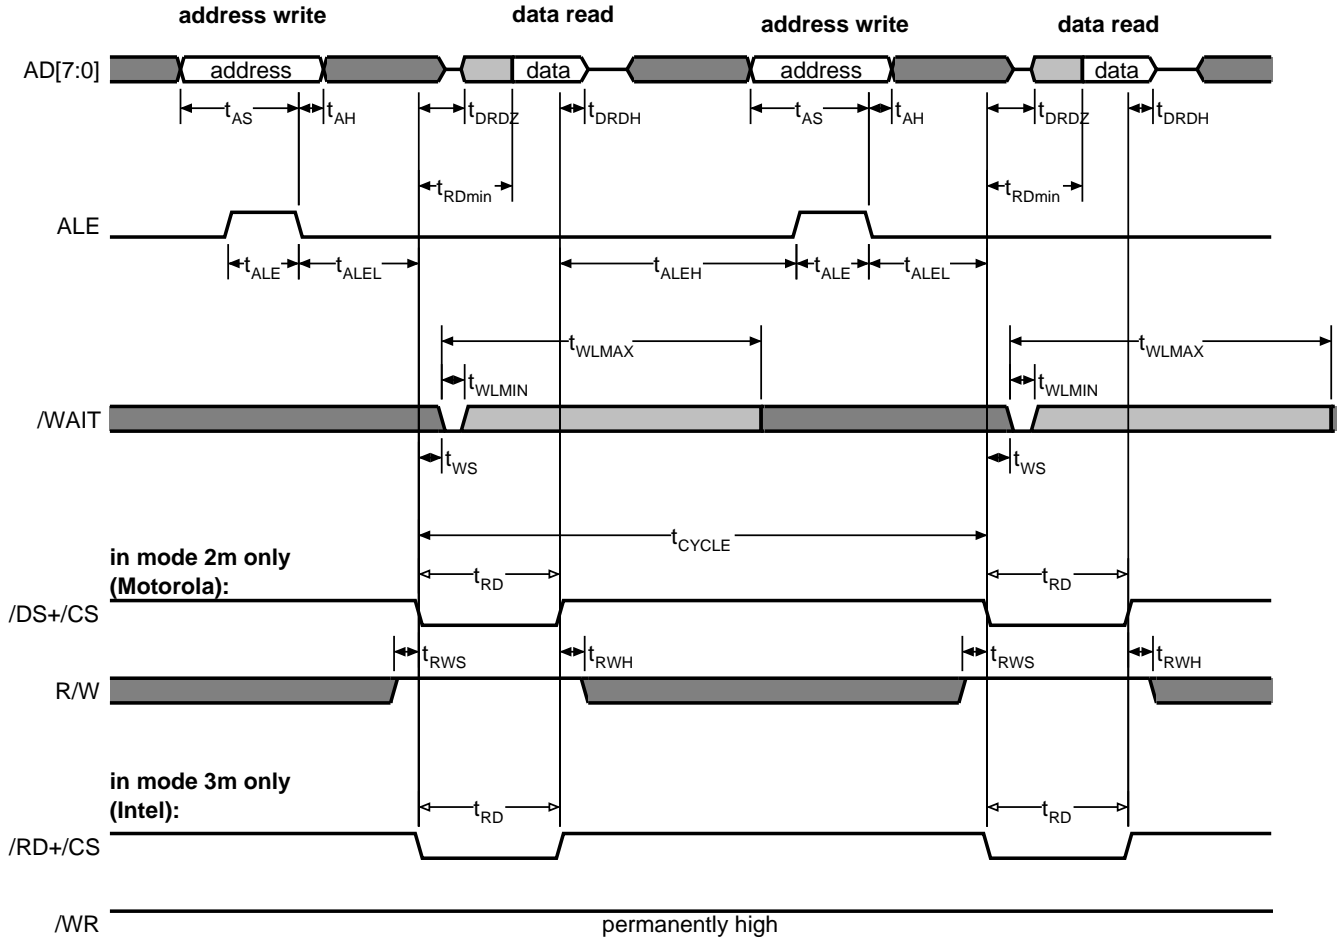 address write data read address write data read
AD[7:0] address data address data
tAS tAH tDRDZ tDRDH tAS tAH tDRDZ tDRDH
tRDmin tRDmin
ALE
tALE tALEL tALEH tALE tALEL
tWLMAX tWLMAX
tWLMIN tWLMIN
/WAIT
tWS tWS
tCYCLE
in mode 2m only
(Motorola):
tRD tRD
/DS+/CS
tRWS tRWH tRWS tRWH
R/W
in mode 3m only
(Intel):
tRD tRD
/RD+/CS
/WR permanently high